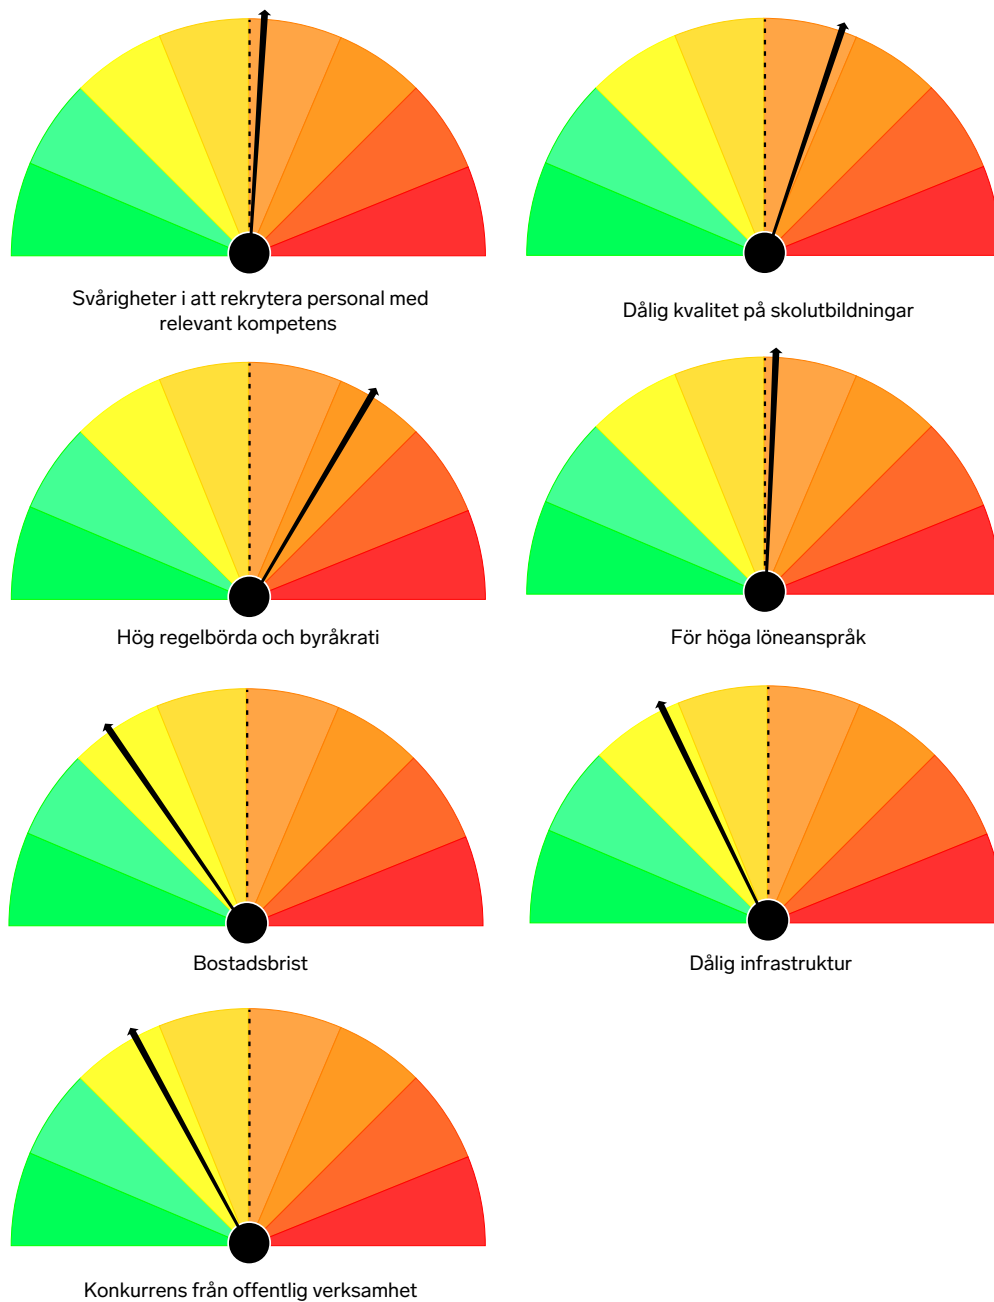 Svårigheter i att rekrytera personal med
relevant kompetens
Dålig kvalitet på skolutbildningar
Hög regelbörda och byråkrati
För höga löneanspråk
Bostadsbrist
Dålig infrastruktur
Konkurrens från offentlig verksamhet